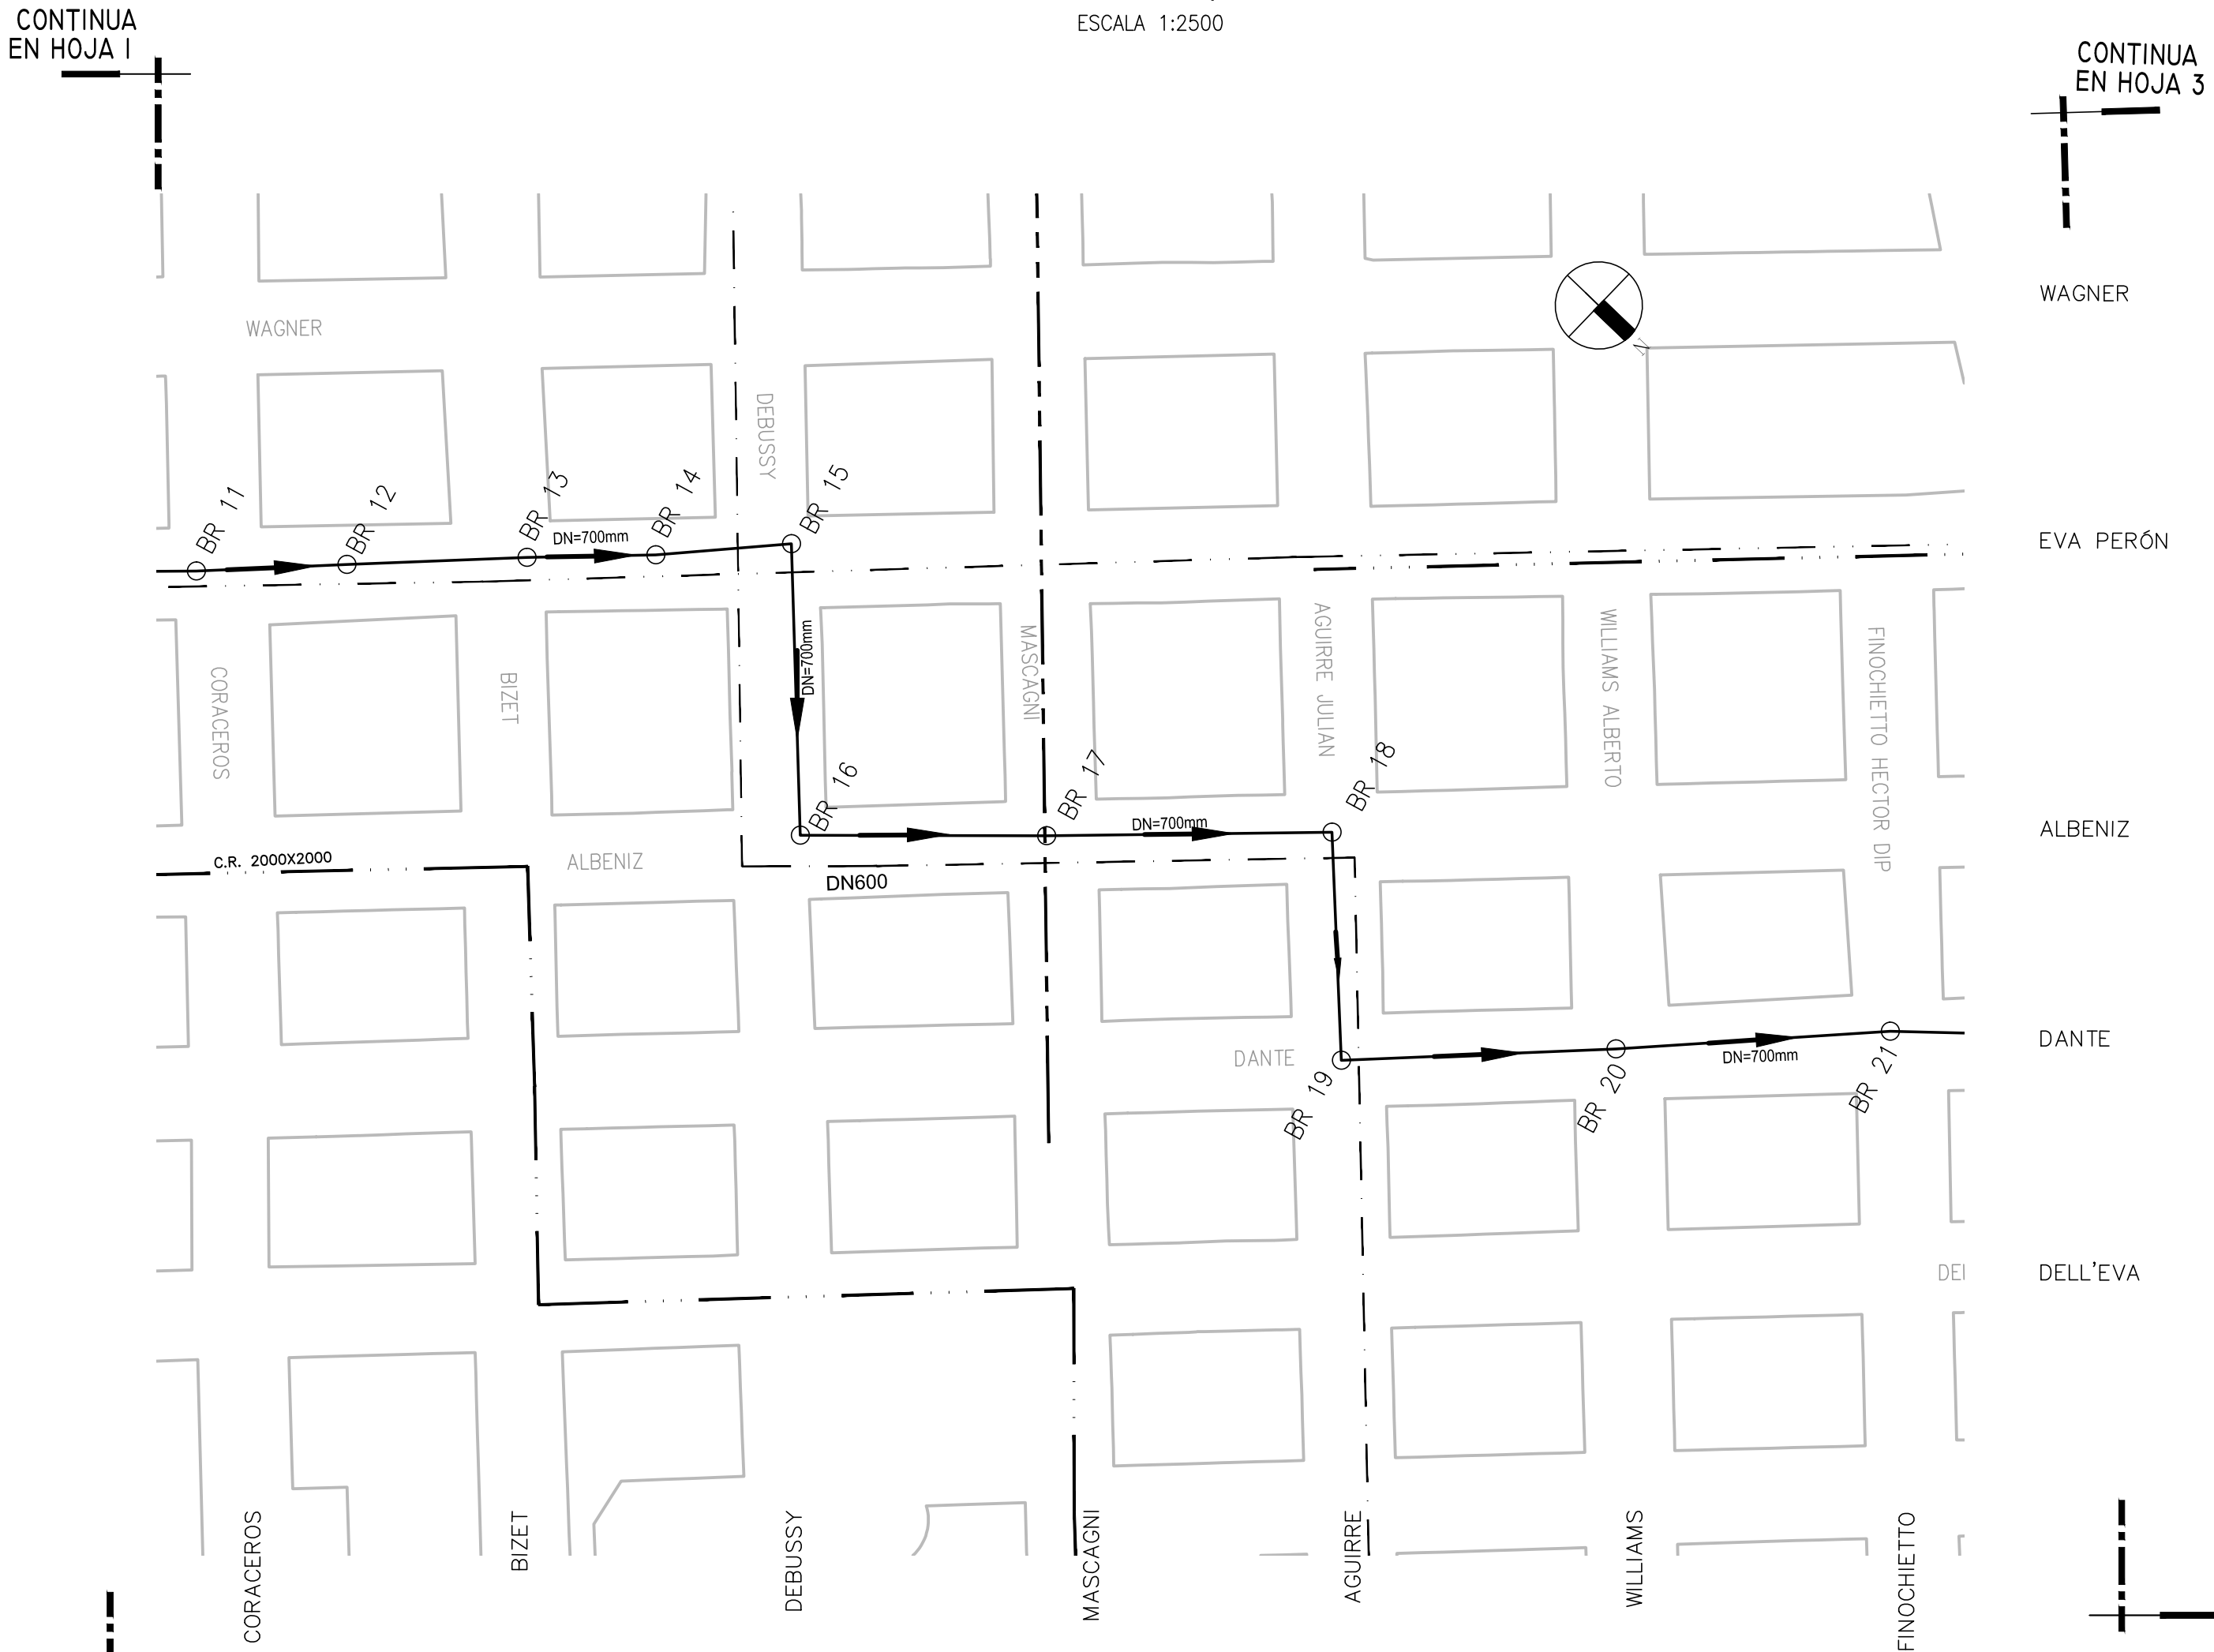 ESCALA 1:2500
CONTINUA
EN HOJA 1
CONTINUA
EN HOJA 3
WAGNER
WAGNER
N
DEBUSSY
BR 11
BR 12
BR 13
BR 14
BR 15
DN=700mm
EVA PERÓN
DN=700mm
CORACEROS
BIZET
MASCAGNI
AGUIRRE JULIAN
WILLIAMS ALBERTO
FINOCHIETTO HECTOR DIP
BR 16
BR 17
BR 18
DN=700mm
ALBENIZ
C.R. 2000X2000
ALBENIZ
DN600
DANTE
DANTE
BR 19
BR 20
BR 21
DN=700mm
DEL
DELL'EVA
CORACEROS
BIZET
DEBUSSY
MASCAGNI
AGUIRRE
WILLIAMS
FINOCHIETTO